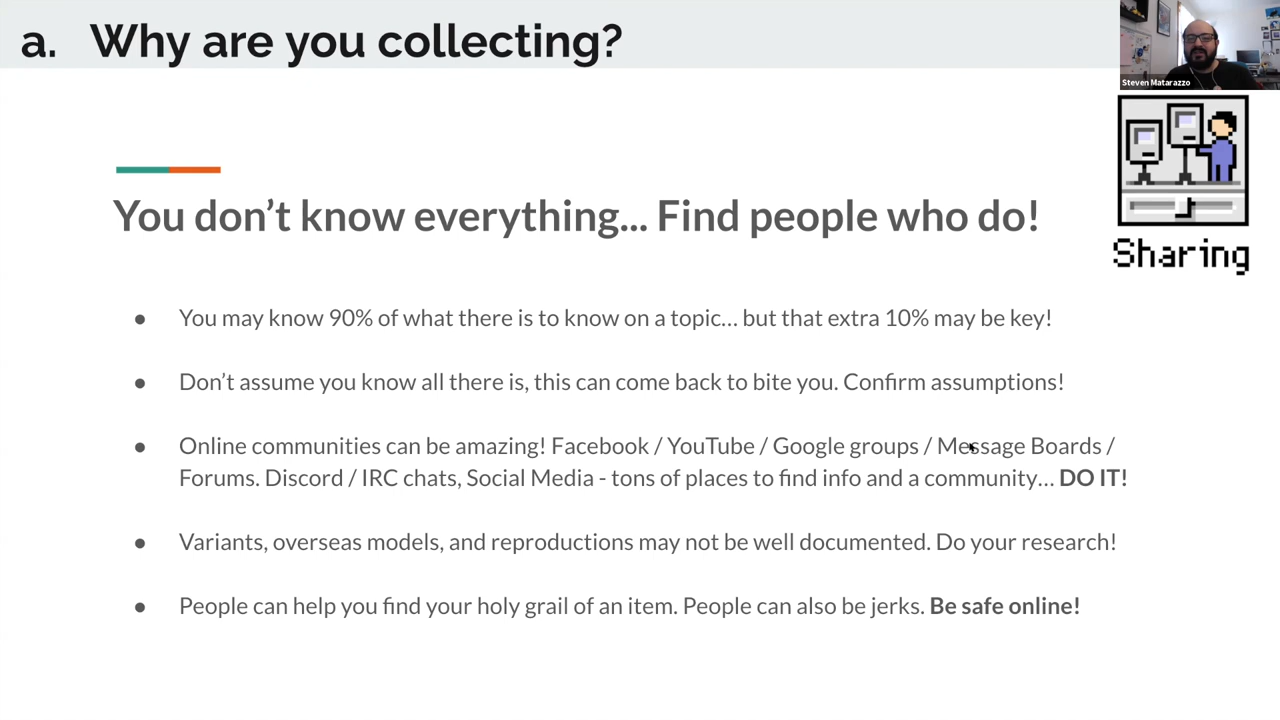 a. Why are you collecting?
Steven Matarazzo
Sharing
You don't know everything... Find people who do!
● You may know 90% of what there is to know on a topic... but that extra 10% may be key!
● Don't assume you know all there is, this can come back to bite you. Confirm assumptions!
● Online communities can be amazing! Facebook / YouTube / Google groups / Message Boards /
Forums. Discord / IRC chats, Social Media - tons of places to find info and a community... DO IT!
● Variants, overseas models, and reproductions may not be well documented. Do your research!
● People can help you find your holy grail of an item. People can also be jerks. Be safe online!